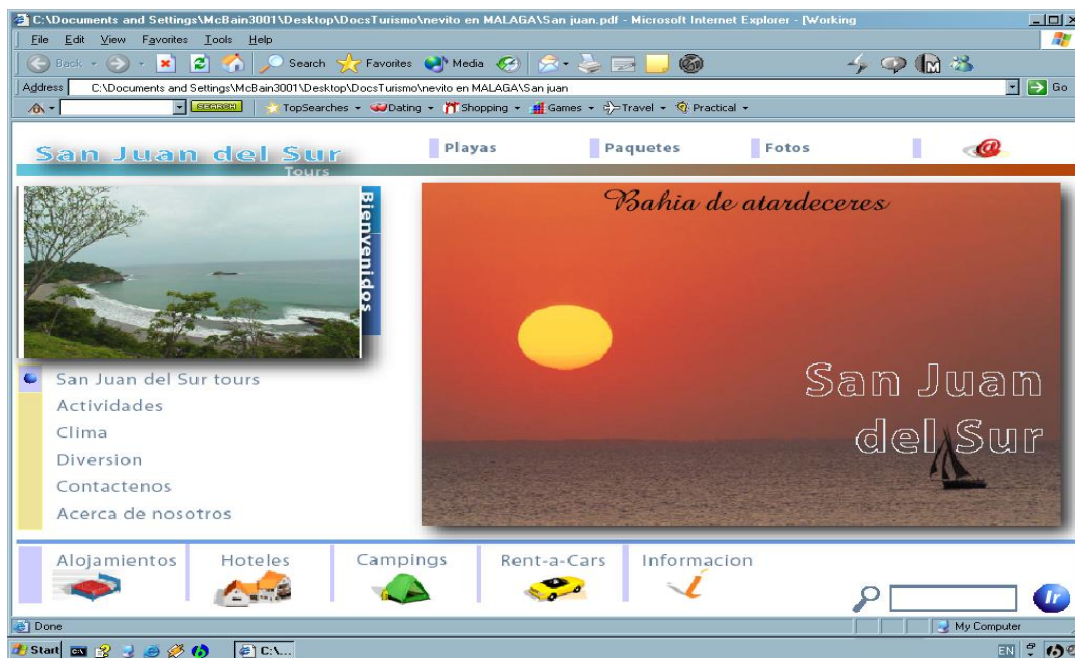 C:\Documents and Settings\McBain3001\Desktop\DocsTurismo\nevito en MALAGA\San juan.pdf - Microsoft Internet Explorer - [Working
File Edit View Favorites Tools Help
Back Search Favorites Media
Address C:\Documents and Settings\McBain3001\Desktop\DocsTurismo\nevito en MALAGA\San juan Go
SEARCH TopSearches Dating Shopping Games Travel Practical
San Juan del Sur
Tours
Playas Paquetes Fotos @
Bienvenidos
Bahia de atardeceres
San Juan
del Sur
San Juan del Sur tours
Actividades
Clima
Diversion
Contactenos
Acerca de nosotros
Alojamientos Hoteles Campings Rent-a-Cars Informacion
Ir
Done My Computer
Start C:\... EN